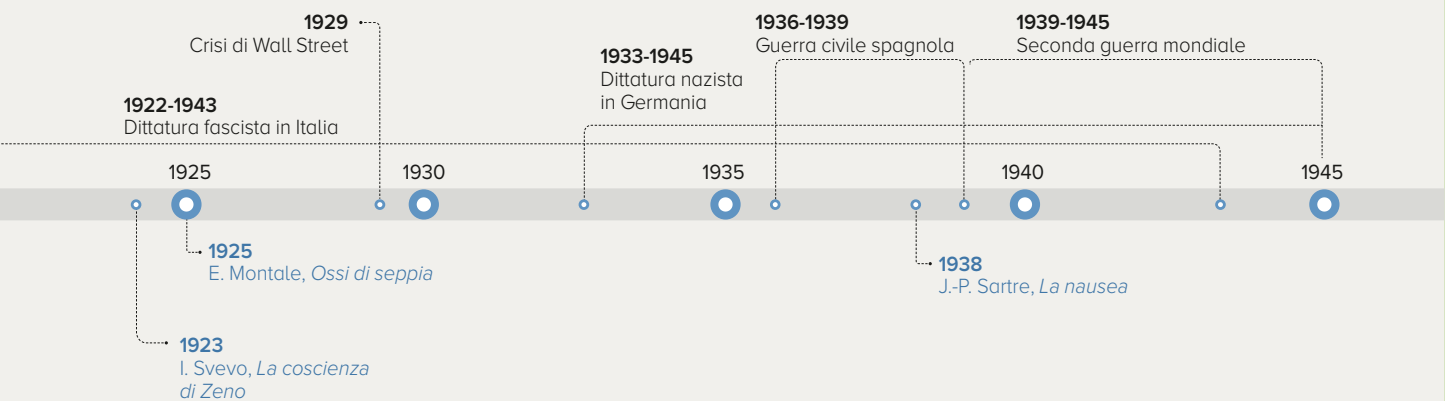 1929
Crisi di Wall Street
1936-1939
Guerra civile spagnola
1939-1945
Seconda guerra mondiale
1933-1945
Dittatura nazista
in Germania
1922-1943
Dittatura fascista in Italia
1925
1930
1935
1940
1945
1925
E. Montale, Ossi di seppia
1938
J.-P. Sartre, La nausea
1923
I. Svevo, La coscienza
di Zeno